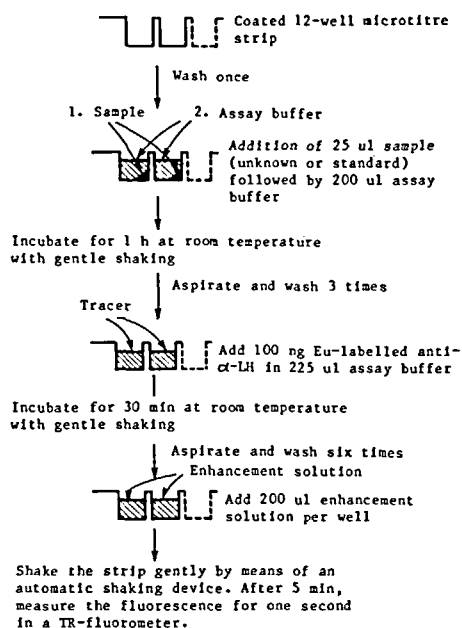 Coated 12-well microtitre
strip
Wash once
1. Sample 2. Assay buffer
Addition of 25 ul sample
(unknown or standard)
followed by 200 ul assay
buffer
Incubate for 1 h at room temperature
with gentle shaking
Aspirate and wash 3 times
Tracer
Add 100 ng Eu-labelled anti-
α-LH in 225 ul assay buffer
Incubate for 30 min at room temperature
with gentle shaking
Aspirate and wash six times
Enhancement solution
Add 200 ul enhancement
solution per well
Shake the strip gently by means of an
automatic shaking device. After 5 min,
measure the fluorescence for one second
in a TR-fluorometer.